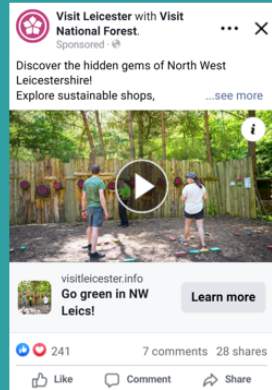 Visit Leicester with Visit
National Forest.
Sponsored ·
Discover the hidden gems of North West
Leicestershire!
Explore sustainable shops, ...see more
visitleicester.info
Go green in NW
Leics!
Learn more
241 7 comments 28 shares
Like Comment Share